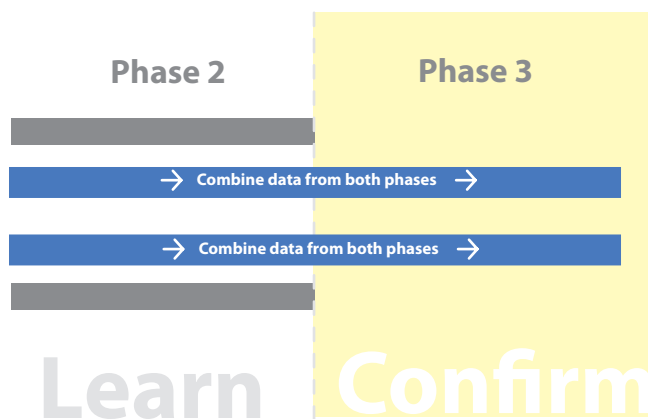 Phase 2
Phase 3
→ Combine data from both phases →
→ Combine data from both phases →
Learn
Confirm